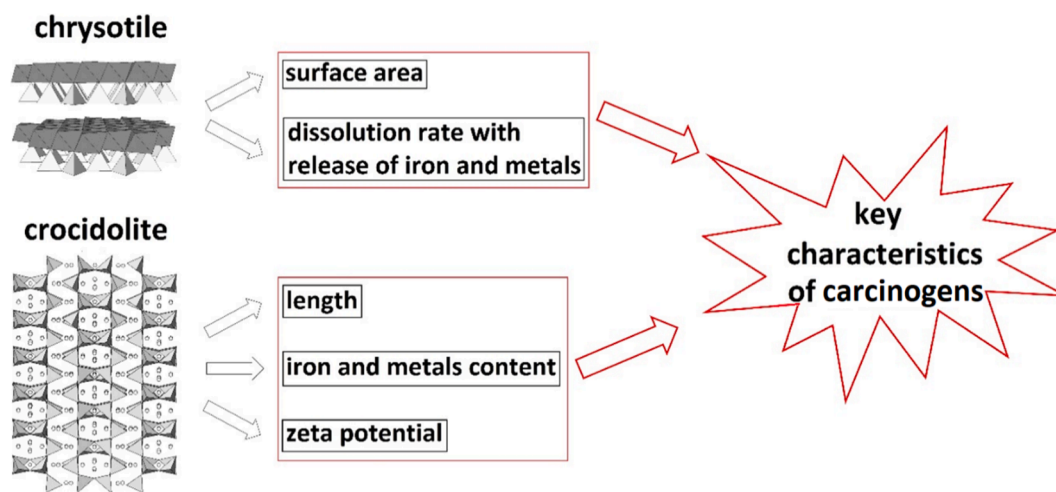 chrysotile
surface area
dissolution rate with
release of iron and metals
crocidolite
length
iron and metals content
zeta potential
key
characteristics
of carcinogens